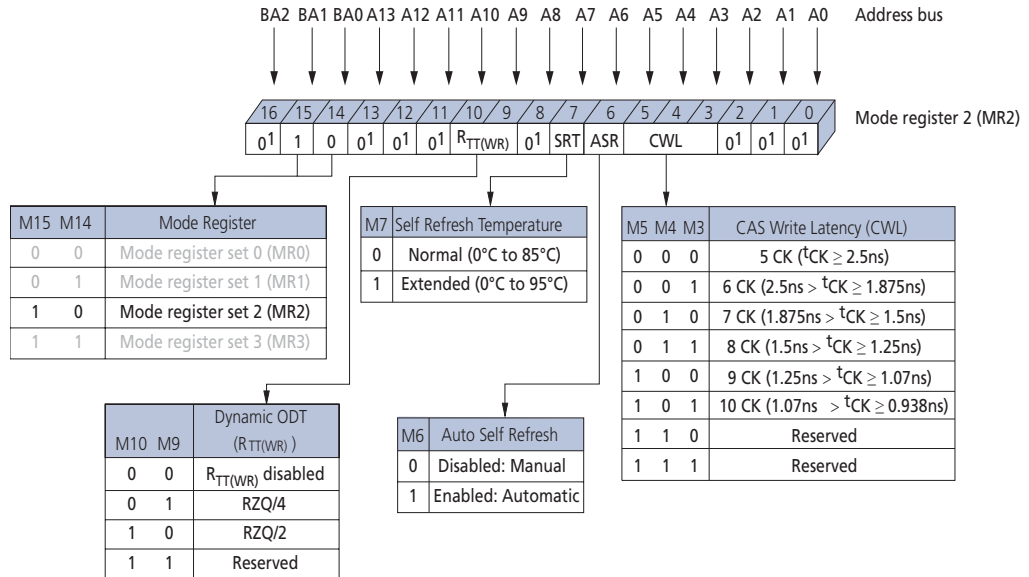 BA2 BA1 BA0 A13 A12 A11 A10 A9 A8 A7 A6 A5 A4 A3 A2 A1 A0 Address bus
16 15 14 13 12 11 10 9 8 7 6 5 4 3 2 1 0
Mode register 2 (MR2)
0¹ 1 0 0¹ 0¹ 0¹ RTT(WR) 0¹ SRT ASR CWL 0¹ 0¹ 0¹
M15 M14 Mode Register
0 0 Mode register set 0 (MR0)
0 1 Mode register set 1 (MR1)
1 0 Mode register set 2 (MR2)
1 1 Mode register set 3 (MR3)
M7 Self Refresh Temperature
0 Normal (0°C to 85°C)
1 Extended (0°C to 95°C)
M5 M4 M3 CAS Write Latency (CWL)
0 0 0 5 CK (tCK ≥ 2.5ns)
0 0 1 6 CK (2.5ns > tCK ≥ 1.875ns)
0 1 0 7 CK (1.875ns > tCK ≥ 1.5ns)
0 1 1 8 CK (1.5ns > tCK ≥ 1.25ns)
1 0 0 9 CK (1.25ns > tCK ≥ 1.07ns)
1 0 1 10 CK (1.07ns > tCK ≥ 0.938ns)
1 1 0 Reserved
1 1 1 Reserved
Dynamic ODT
M10 M9 (RTT(WR) )
0 0 RTT(WR) disabled
0 1 RZQ/4
1 0 RZQ/2
1 1 Reserved
M6 Auto Self Refresh
0 Disabled: Manual
1 Enabled: Automatic